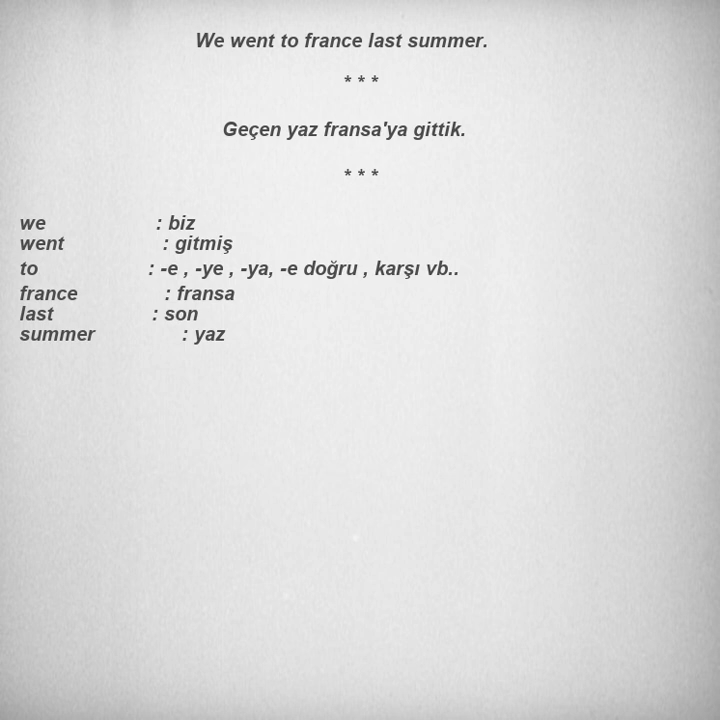 We went to france last summer.
* * *
Geçen yaz fransa'ya gittik.
* * *
we : biz
went : gitmiş
to : -e , -ye , -ya, -e doğru , karşı vb..
france : fransa
last : son
summer : yaz